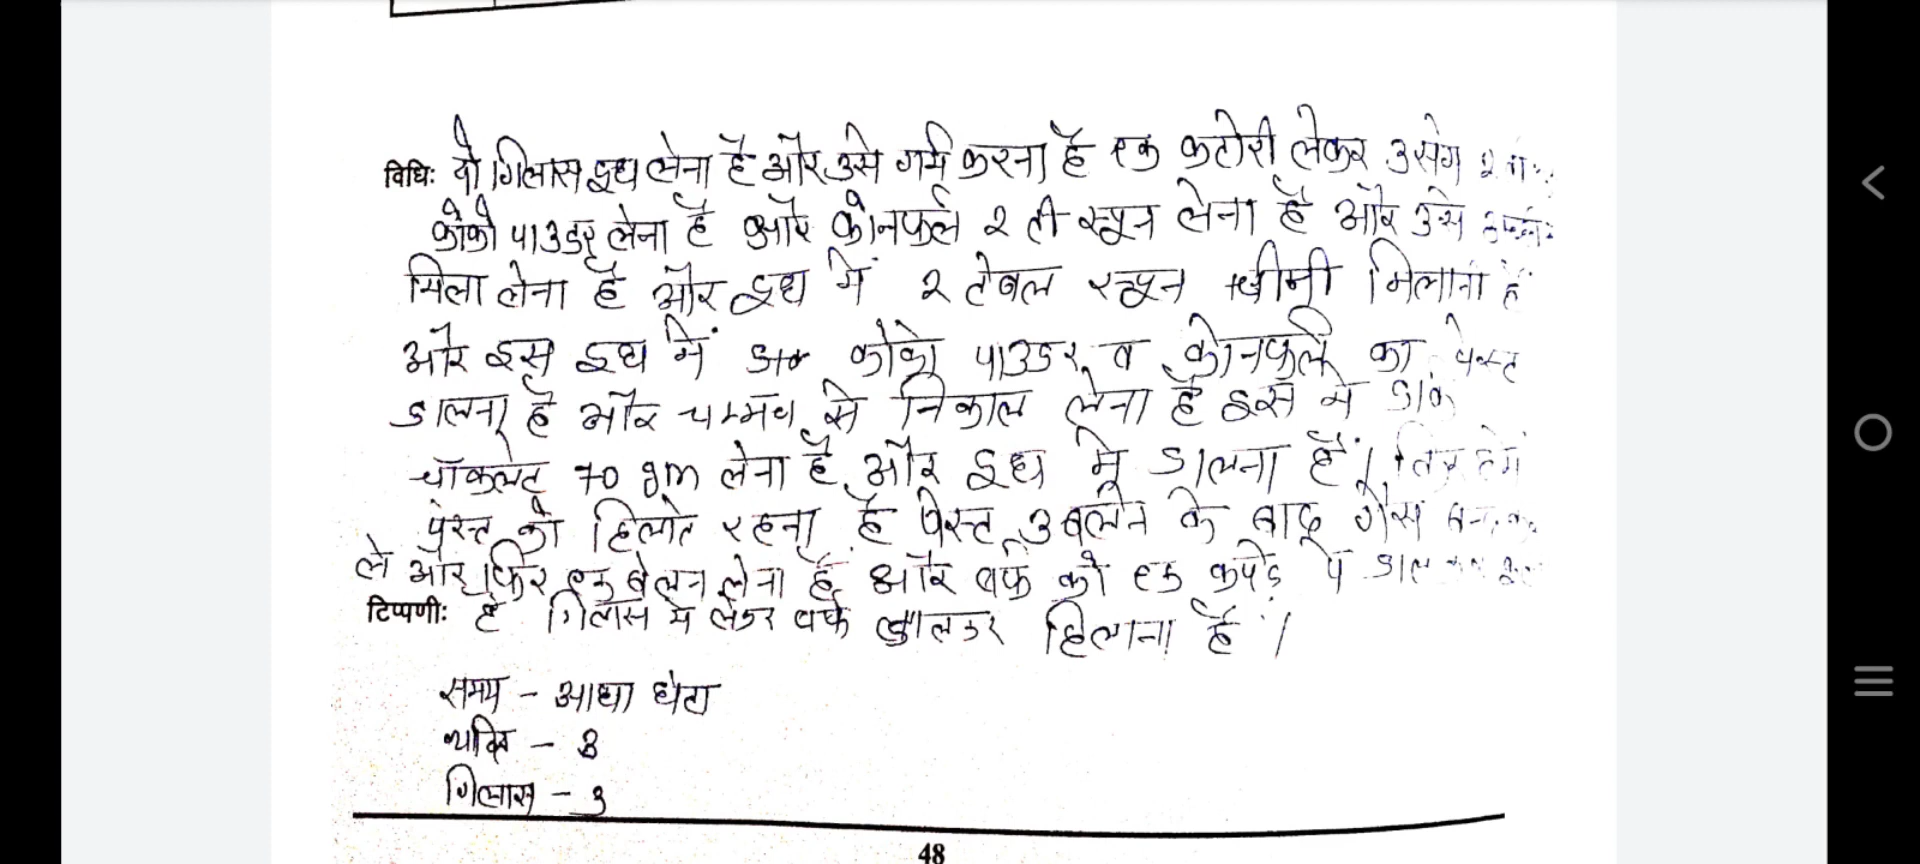 विधिः दो गिलास दूध लेना है और उसे गर्म करना है एक कटोरी लेकर उसमे 2
कोको पाउडर लेना है और कोनफ्लॉ 2 टी स्पून लेना है और उसे
मिला लेना है और दूध में 2 टेबल स्पून चीनी मिलाना है
और इस दूध में अब कोको पाउडर व कोनफ्लॉ का पेस्ट
डालना है और चम्मच से निकाल लेना है इस मे डार्क
चॉकलेट 70 gm लेना है और दूध में डालना है।
पेस्ट को हिलाते रहना है पेस्ट उबलने के बाद गैस
ले और फिर एक बेलन लेना है और बर्फ को एक कपड़े पे
टिप्पणीः है गिलास मे लेकर बर्फ डालकर हिलाना है।
समय - आधा घंटा
व्यक्ति - 3
गिलास - 3
48